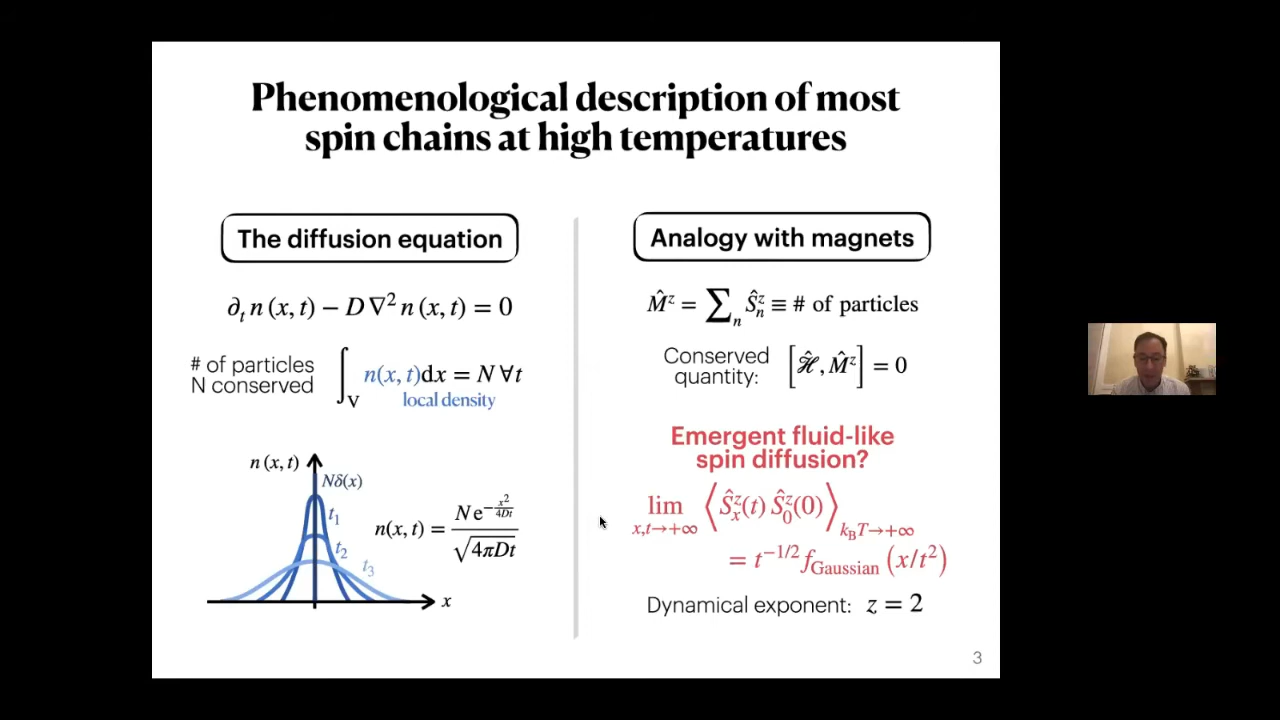 Phenomenological description of most
spin chains at high temperatures
The diffusion equation
∂ₜ n (x, t) − D ∇² n (x, t) = 0
# of particles
N conserved
∫_V n(x, t)dx = N ∀t
local density
n (x, t)
Nδ(x)
t₁
t₂
t₃
x
n(x, t) = N e^{−x²/4Dt} / √(4πDt)
Analogy with magnets
M̂ᶻ = ∑ₙ Ŝₙᶻ ≡ # of particles
Conserved
quantity:
[ℋ̂, M̂ᶻ] = 0
Emergent fluid-like
spin diffusion?
lim_{x,t→+∞} ⟨Ŝₓᶻ(t) Ŝ₀ᶻ(0)⟩_{k_B T→+∞}
= t^{−1/2} f_Gaussian (x/t²)
Dynamical exponent: z = 2
3